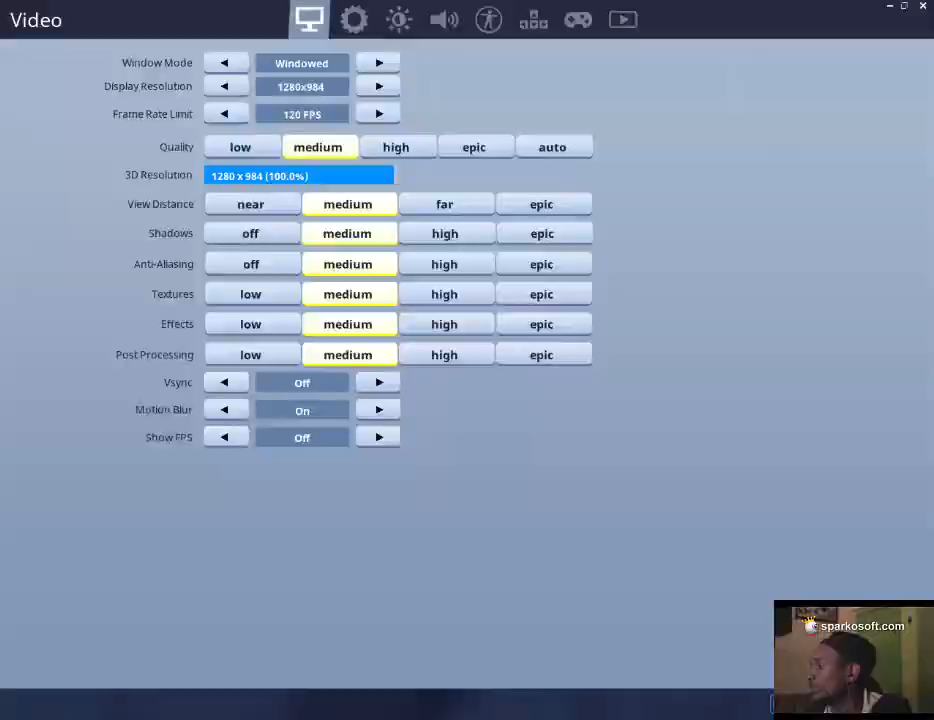 Video
Window Mode ◀ Windowed ▶
Display Resolution ◀ 1280x984 ▶
Frame Rate Limit ◀ 120 FPS ▶
Quality low medium high epic auto
3D Resolution 1280 x 984 (100.0%)
View Distance near medium far epic
Shadows off medium high epic
Anti-Aliasing off medium high epic
Textures low medium high epic
Effects low medium high epic
Post Processing low medium high epic
Vsync ◀ Off ▶
Motion Blur ◀ On ▶
Show FPS ◀ Off ▶
sparkosoft.com